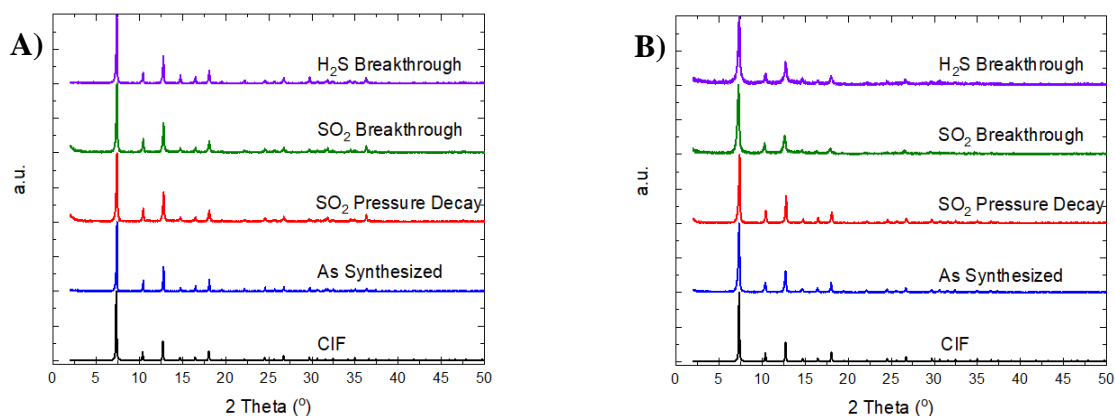 A)
H₂S Breakthrough
SO₂ Breakthrough
SO₂ Pressure Decay
As Synthesized
CIF
a.u.
0 5 10 15 20 25 30 35 40 45 50
2 Theta (°)
B)
H₂S Breakthrough
SO₂ Breakthrough
SO₂ Pressure Decay
As Synthesized
CIF
a.u.
0 5 10 15 20 25 30 35 40 45 50
2 Theta (°)